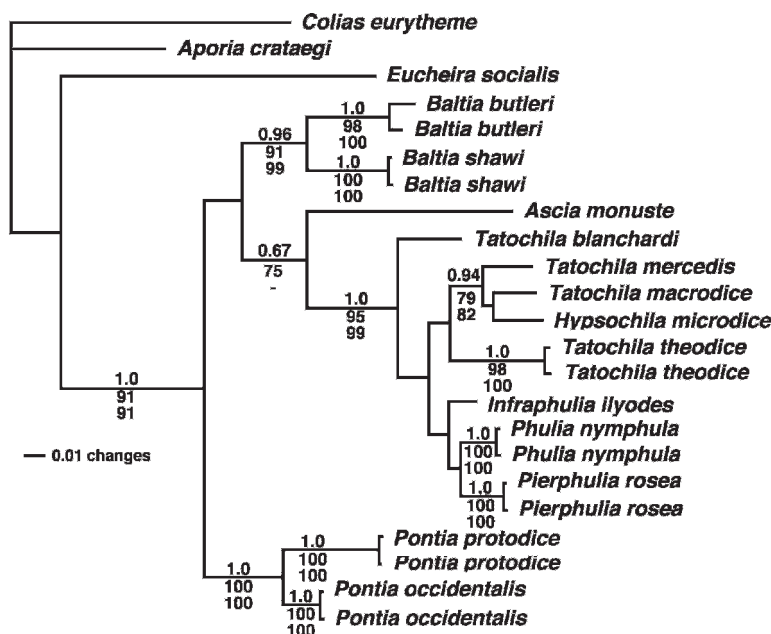 Colias eurytheme
Aporia crataegi
Eucheira socialis
1.0
98
100
Baltia butleri
Baltia butleri
0.96
91
99
1.0
100
100
Baltia shawi
Baltia shawi
Ascia monuste
0.67
75
-
Tatochila blanchardi
0.94
79
82
Tatochila mercedis
Tatochila macrodice
Hypsochila microdice
1.0
95
99
1.0
98
100
Tatochila theodice
Tatochila theodice
1.0
91
91
Infraphulia ilyodes
1.0
100
100
Phulia nymphula
Phulia nymphula
0.01 changes
1.0
100
100
Pierphulia rosea
Pierphulia rosea
1.0
100
100
Pontia protodice
Pontia protodice
1.0
100
100
1.0
100
100
Pontia occidentalis
Pontia occidentalis